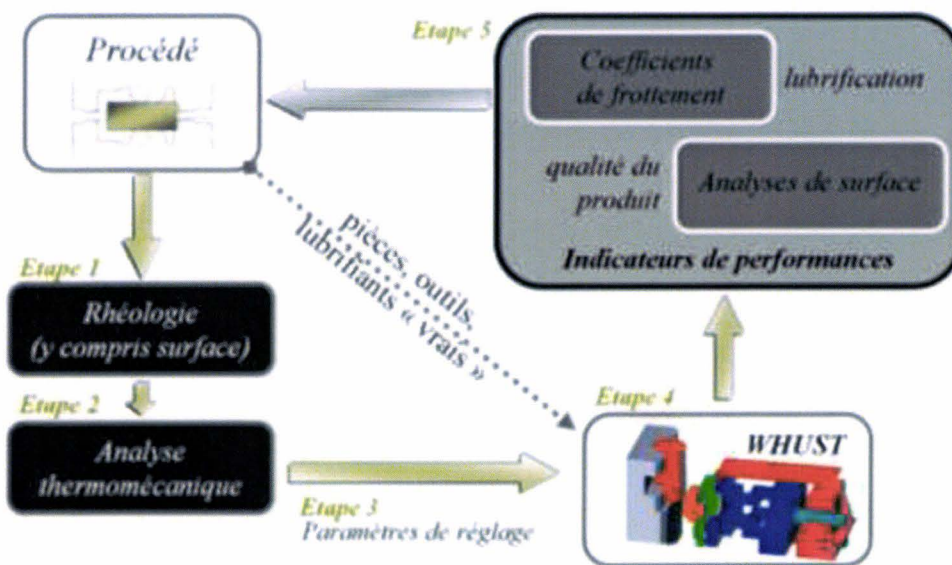 Procédé
Etape 1
Rhéologie
(y compris surface)
Etape 2
Analyse
thermomécanique
Etape 3
Paramètres de réglage
pièces, outils,
lubrifiants « vrais »
Etape 4
WHUST
Etape 5
Coefficients
de frottement
lubrification
qualité du
produit
Analyses de surface
Indicateurs de performances